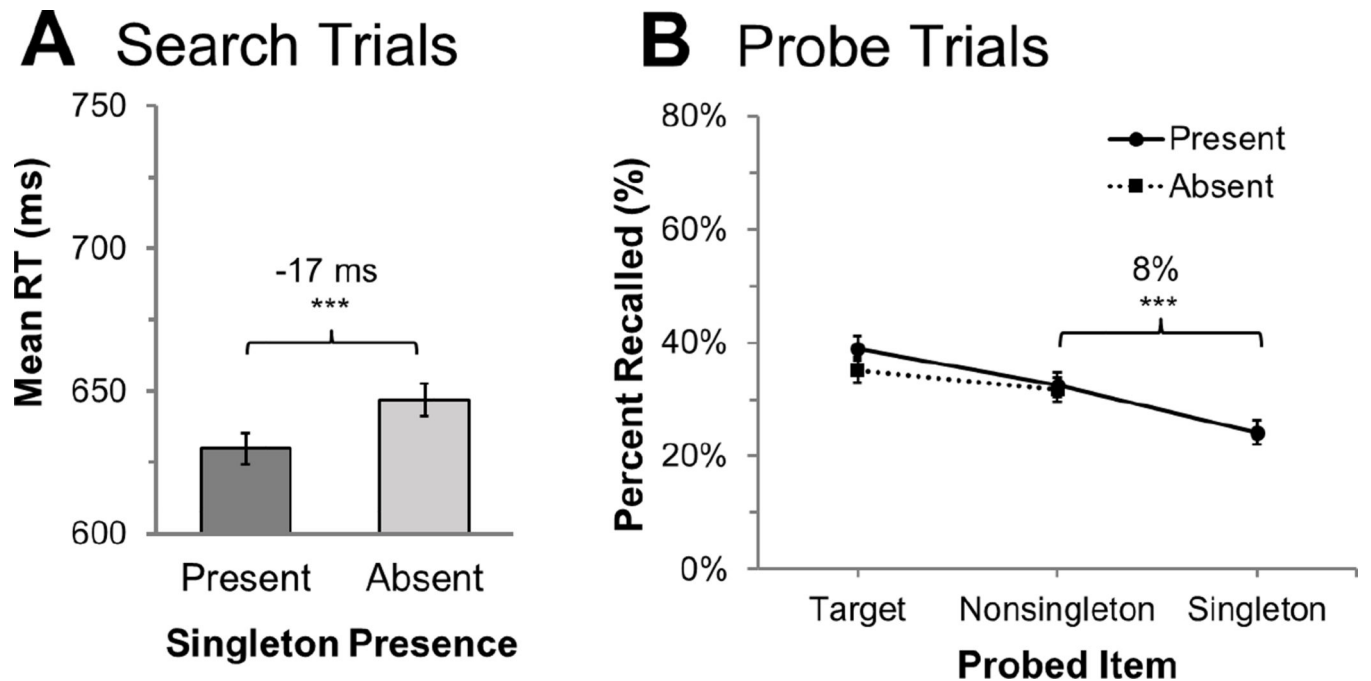 A Search Trials
750
700
650
600
Mean RT (ms)
-17 ms
***
Present Absent
Singleton Presence
B Probe Trials
80%
60%
40%
20%
0%
Percent Recalled (%)
Present
Absent
8%
***
Target Nonsingleton Singleton
Probed Item